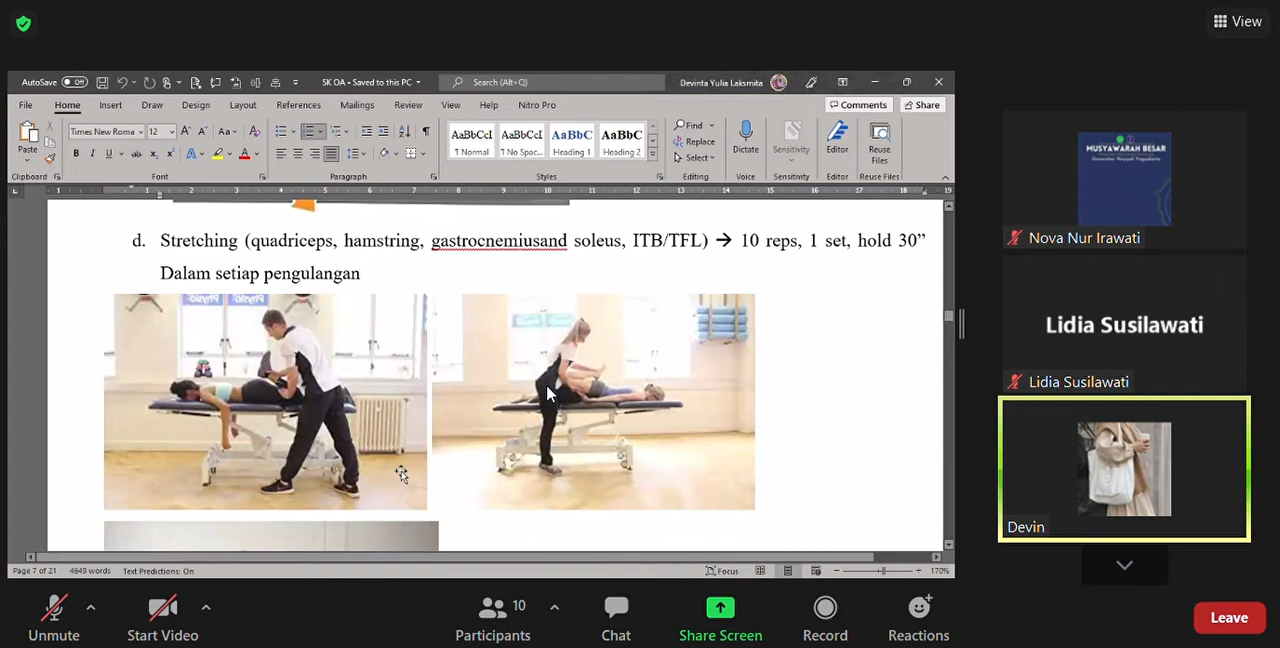 View
AutoSave Off
SK OA • Saved to this PC
Search (Alt+Q)
Devinta Yulia Laksmita
File Home Insert Draw Design Layout References Mailings Review View Help Nitro Pro
Comments
Share
Paste
Times New Roma
12
Aa
B I U ab
AaBbCcI AaBbCcI AaBbC AaBbC
¶ Normal ¶ No Spac... Heading 1 Heading 2
Find
Replace
Select
Dictate
Sensitivity
Editor
Reuse
Files
Clipboard Font Paragraph Styles Editing Voice Sensitivity Editor Reuse Files
d. Stretching (quadriceps, hamstring, gastrocnemiusand soleus, ITB/TFL) → 10 reps, 1 set, hold 30”
Dalam setiap pengulangan
Page 7 of 21 4649 words Text Predictions: On
Focus
170%
MUSYAWARAH BESAR
Nova Nur Irawati
Lidia Susilawati
Lidia Susilawati
Devin
Unmute
Start Video
Participants
10
Chat
Share Screen
Record
Reactions
Leave